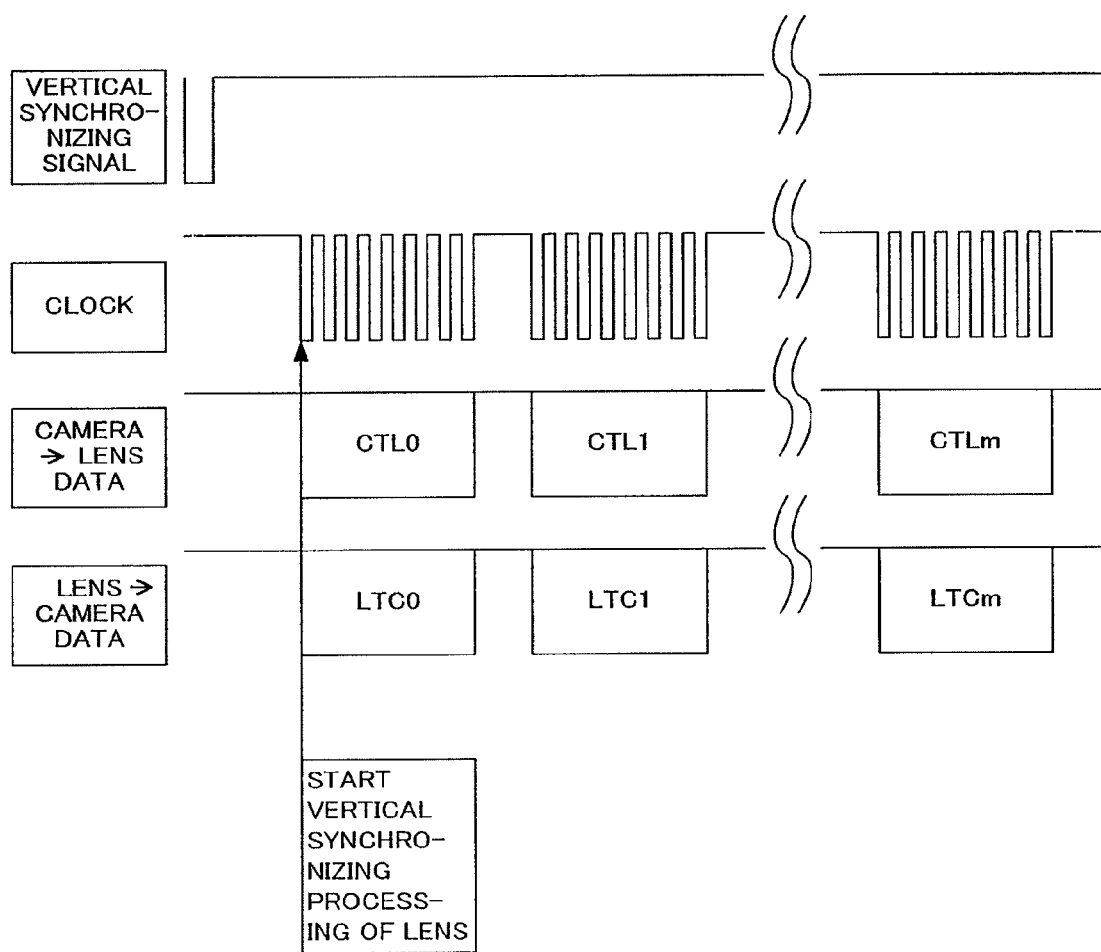 VERTICAL
SYNCHRO-
NIZING
SIGNAL
CLOCK
CAMERA
→ LENS
DATA
CTL0
CTL1
CTLm
LENS →
CAMERA
DATA
LTC0
LTC1
LTCm
START
VERTICAL
SYNCHRO-
NIZING
PROCESS-
ING OF LENS